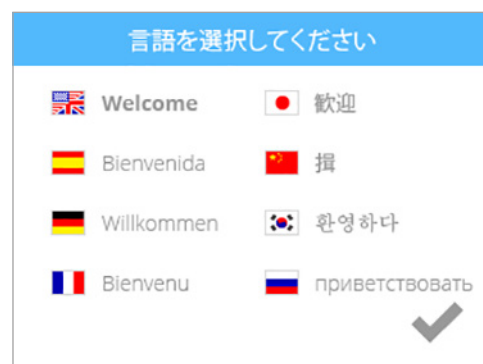 言語を選択してください
Welcome
歓迎
Bienvenida
揖
Willkommen
환영하다
Bienvenu
приветствовать